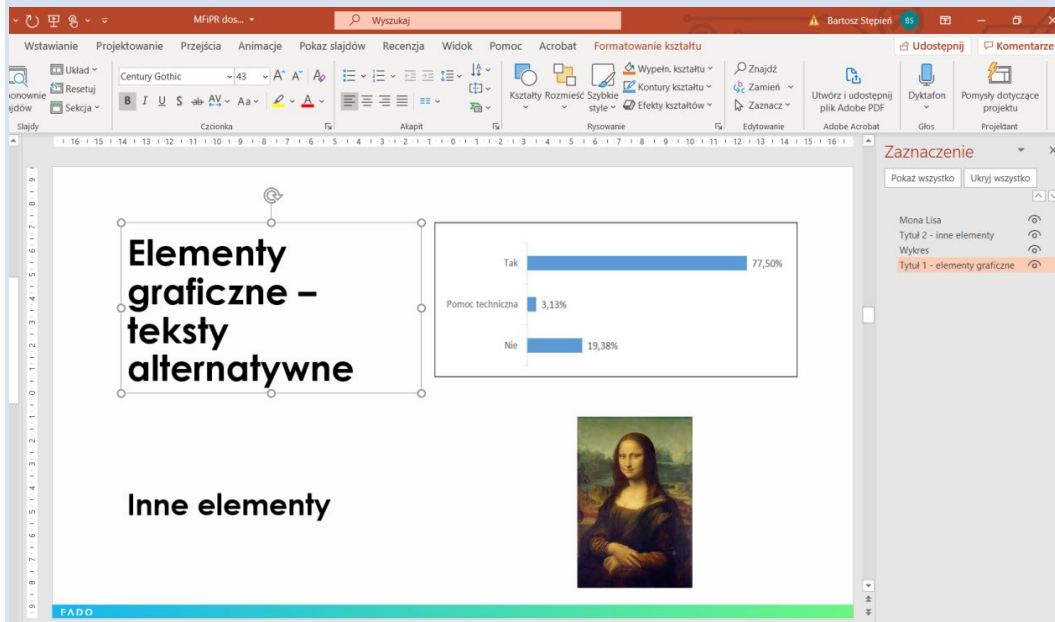 MFiPR dos...
Wyszukaj
Bartosz Stępień
BS
Wstawianie Projektowanie Przejścia Animacje Pokaz slajdów Recenzja Widok Pomoc Acrobat Formatowanie kształtu
Udostępnij
Komentarze
Układ
Resetuj
Sekcja
Slajdy
Century Gothic
43
B I U S ab AV Aa A
Czcionka
Akapit
Kształty
Rozmieść
Szybkie style
Wypełn. kształtu
Kontury kształtu
Efekty kształtów
Rysowanie
Znajdź
Zamień
Zaznacz
Edytowanie
Utwórz i udostępnij
plik Adobe PDF
Adobe Acrobat
Dyktafon
Głos
Pomysły dotyczące
projektu
Projektant
Elementy
graficzne –
teksty
alternatywne
Tak 77,50%
Pomoc techniczna 3,13%
Nie 19,38%
Inne elementy
FADO
Zaznaczenie
Pokaż wszystko
Ukryj wszystko
Mona Lisa
Tytuł 2 - inne elementy
Wykres
Tytuł 1 - elementy graficzne